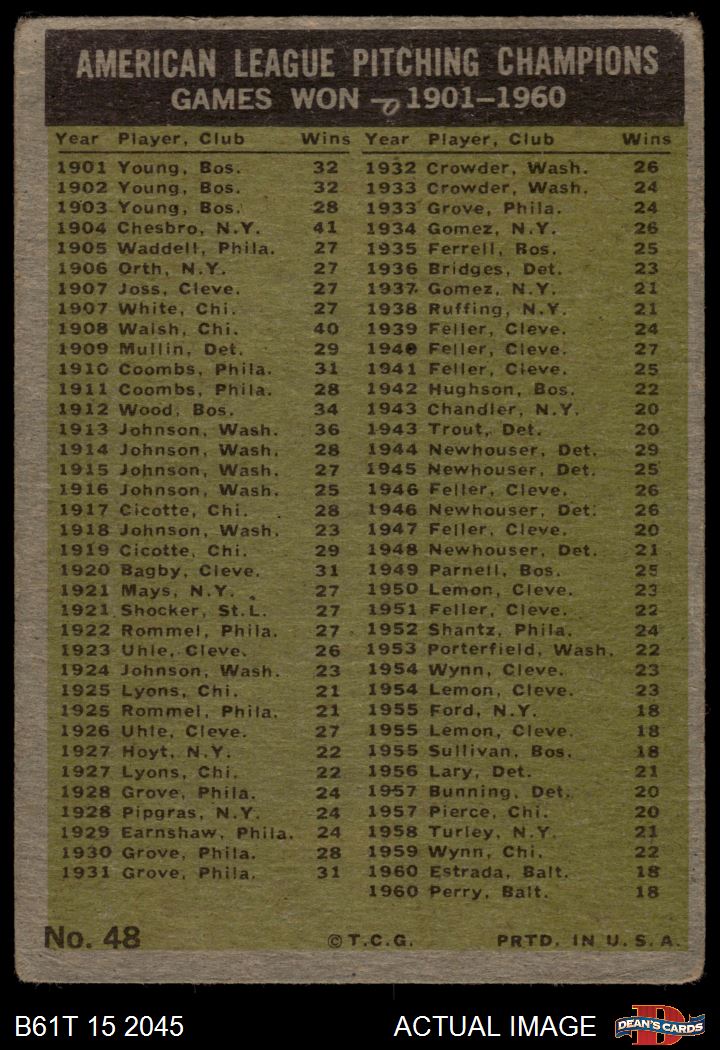 AMERICAN LEAGUE PITCHING CHAMPIONS
GAMES WON — 1901–1960
Year Player, Club Wins
1901 Young, Bos. 32
1902 Young, Bos. 32
1903 Young, Bos. 28
1904 Chesbro, N.Y. 41
1905 Waddell, Phila. 27
1906 Orth, N.Y. 27
1907 Joss, Cleve. 27
1907 White, Chi. 27
1908 Walsh, Chi. 40
1909 Mullin, Det. 29
1910 Coombs, Phila. 31
1911 Coombs, Phila. 28
1912 Wood, Bos. 34
1913 Johnson, Wash. 36
1914 Johnson, Wash. 28
1915 Johnson, Wash. 27
1916 Johnson, Wash. 25
1917 Cicotte, Chi. 28
1918 Johnson, Wash. 23
1919 Cicotte, Chi. 29
1920 Bagby, Cleve. 31
1921 Mays, N.Y. 27
1921 Shocker, St.L. 27
1922 Rommel, Phila. 27
1923 Uhle, Cleve. 26
1924 Johnson, Wash. 23
1925 Lyons, Chi. 21
1925 Rommel, Phila. 21
1926 Uhle, Cleve. 27
1927 Hoyt, N.Y. 22
1927 Lyons, Chi. 22
1928 Grove, Phila. 24
1928 Pipgras, N.Y. 24
1929 Earnshaw, Phila. 24
1930 Grove, Phila. 28
1931 Grove, Phila. 31
Year Player, Club Wins
1932 Crowder, Wash. 26
1933 Crowder, Wash. 24
1933 Grove, Phila. 24
1934 Gomez, N.Y. 26
1935 Ferrell, Bos. 25
1936 Bridges, Det. 23
1937 Gomez, N.Y. 21
1938 Ruffing, N.Y. 21
1939 Feller, Cleve. 24
1940 Feller, Cleve. 27
1941 Feller, Cleve. 25
1942 Hughson, Bos. 22
1943 Chandler, N.Y. 20
1943 Trout, Det. 20
1944 Newhouser, Det. 29
1945 Newhouser, Det. 25
1946 Feller, Cleve. 26
1946 Newhouser, Det. 26
1947 Feller, Cleve. 20
1948 Newhouser, Det. 21
1949 Parnell, Bos. 25
1950 Lemon, Cleve. 23
1951 Feller, Cleve. 22
1952 Shantz, Phila. 24
1953 Porterfield, Wash. 22
1954 Wynn, Cleve. 23
1954 Lemon, Cleve. 23
1955 Ford, N.Y. 18
1955 Lemon, Cleve. 18
1955 Sullivan, Bos. 18
1956 Lary, Det. 21
1957 Bunning, Det. 20
1957 Pierce, Chi. 20
1958 Turley, N.Y. 21
1959 Wynn, Chi. 22
1960 Estrada, Balt. 18
1960 Perry, Balt. 18
No. 48 © T.C.G. PRTD. IN U.S.A.
B61T 15 2045 ACTUAL IMAGE DEAN'S CARDS